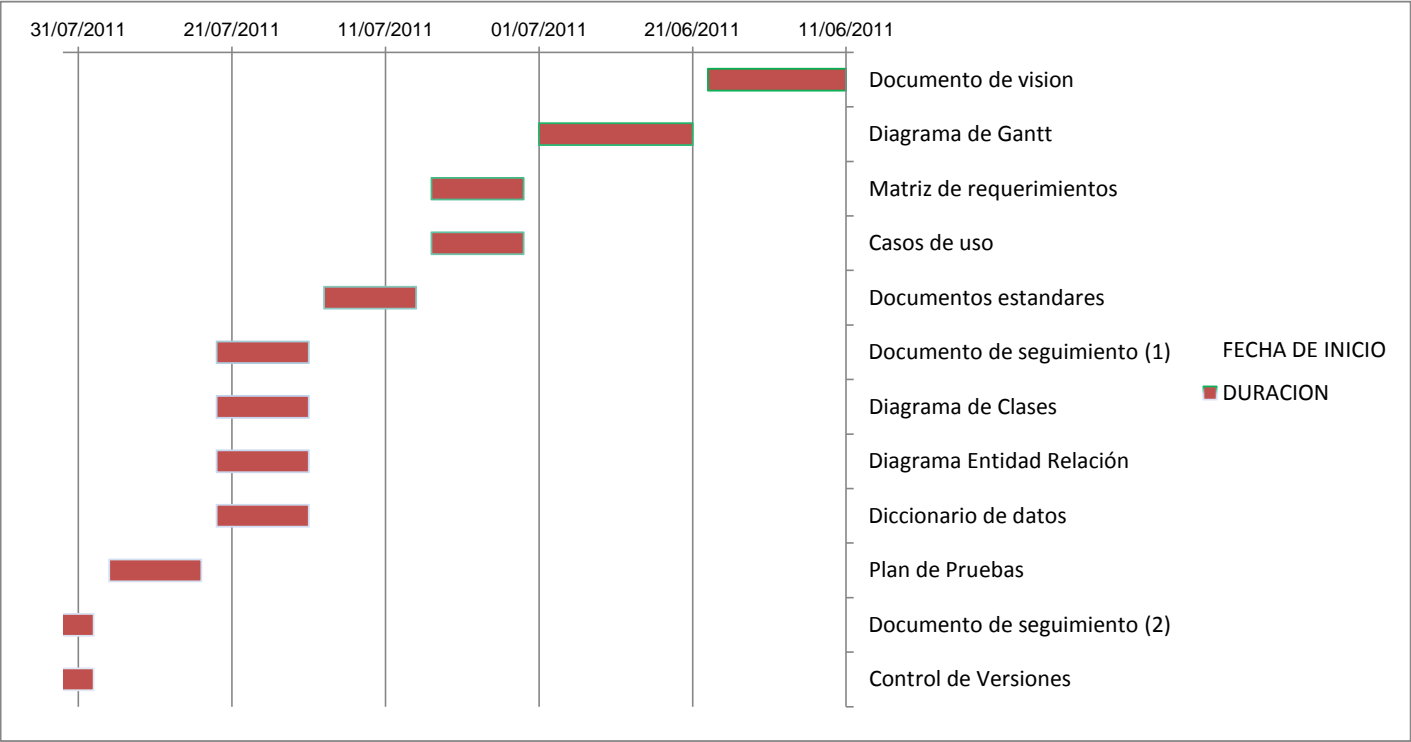 31/07/2011 21/07/2011 11/07/2011 01/07/2011 21/06/2011 11/06/2011
Documento de vision
Diagrama de Gantt
Matriz de requerimientos
Casos de uso
Documentos estandares
Documento de seguimiento (1)
FECHA DE INICIO
Diagrama de Clases
DURACION
Diagrama Entidad Relación
Diccionario de datos
Plan de Pruebas
Documento de seguimiento (2)
Control de Versiones